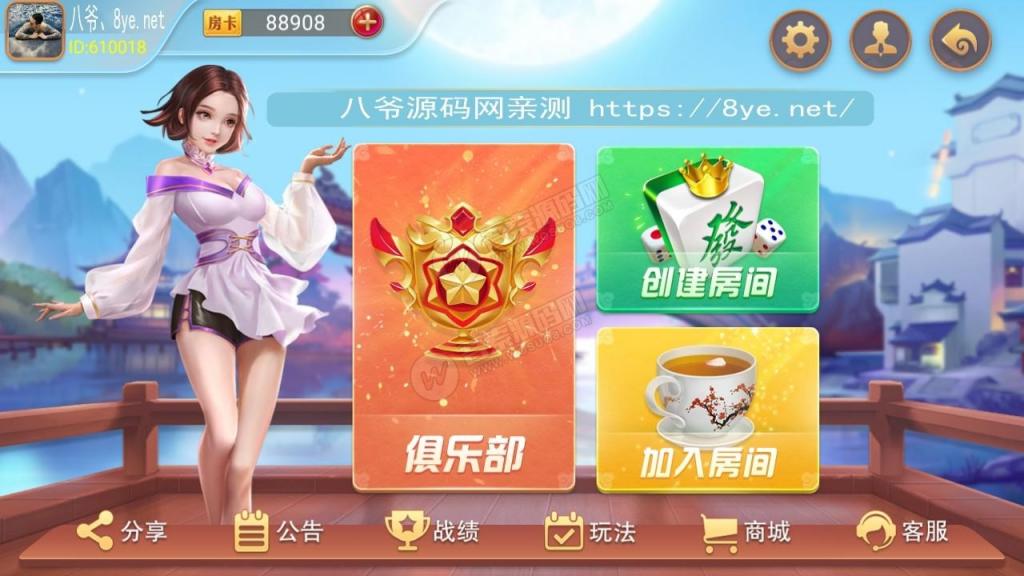 八爷、8ye.net
ID:610018
房卡 88908
八爷源码网亲测 https://8ye.net/
俱乐部
创建房间
加入房间
分享 公告 战绩 玩法 商城 客服